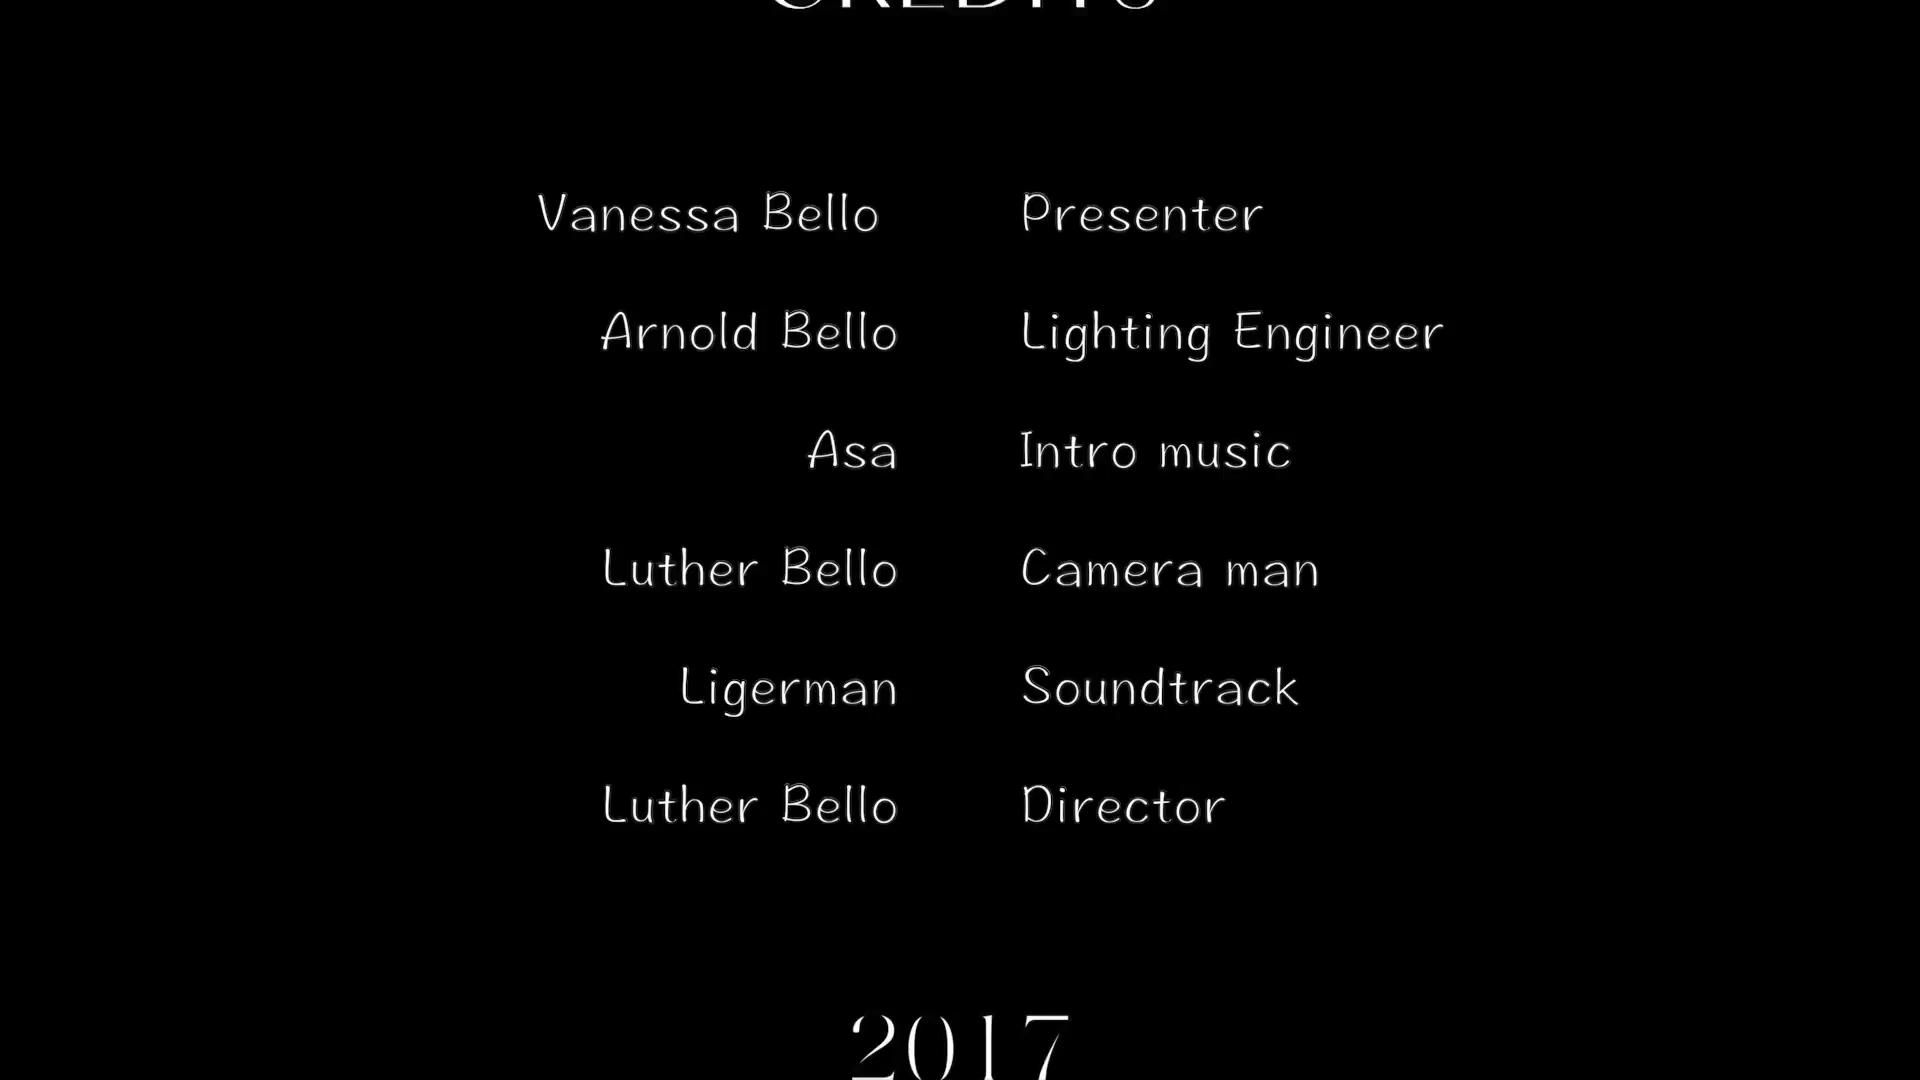 CREDITS
Vanessa Bello Presenter
Arnold Bello Lighting Engineer
Asa Intro music
Luther Bello Camera man
Ligerman Soundtrack
Luther Bello Director
2017